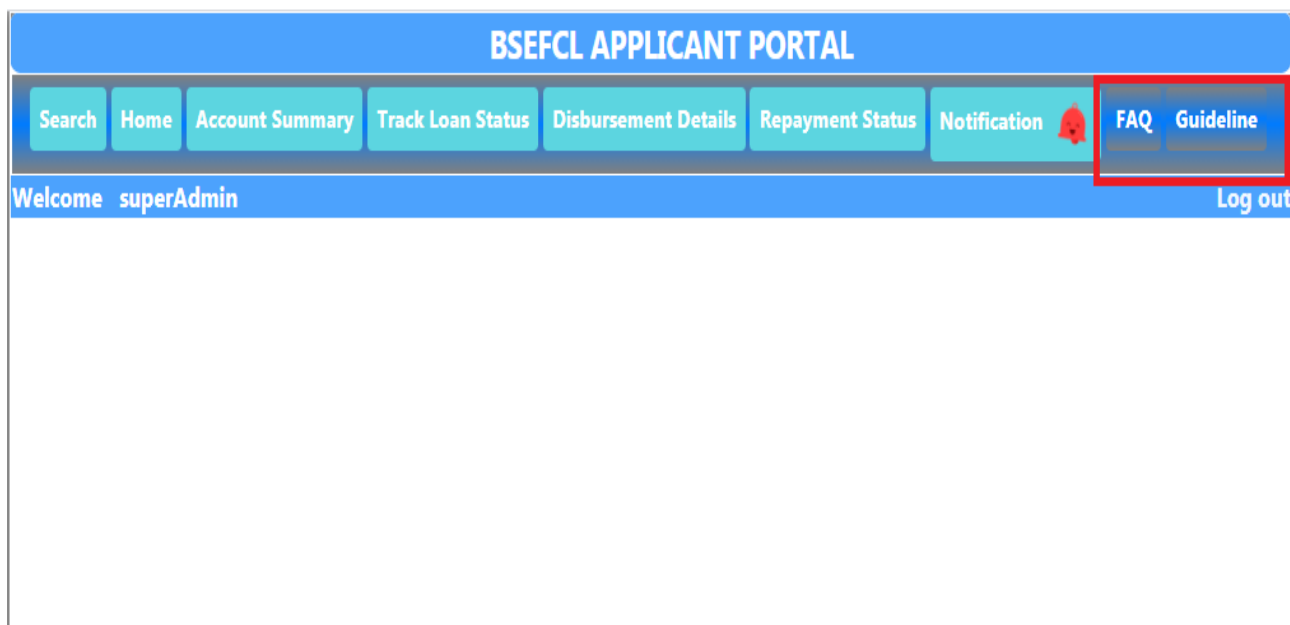 BSEFCL APPLICANT PORTAL
Search Home Account Summary Track Loan Status Disbursement Details Repayment Status Notification FAQ Guideline
Welcome superAdmin Log out